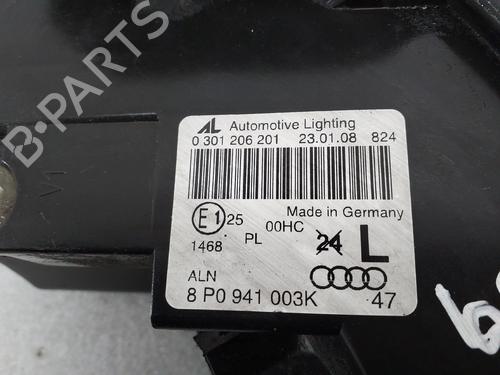 AL Automotive Lighting
0 301 206 201 23.01.08 824
Made in Germany
E1 25 00HC
1468 PL 24 L
ALN
8 P0 941 003K 47
V1
B-PARTS